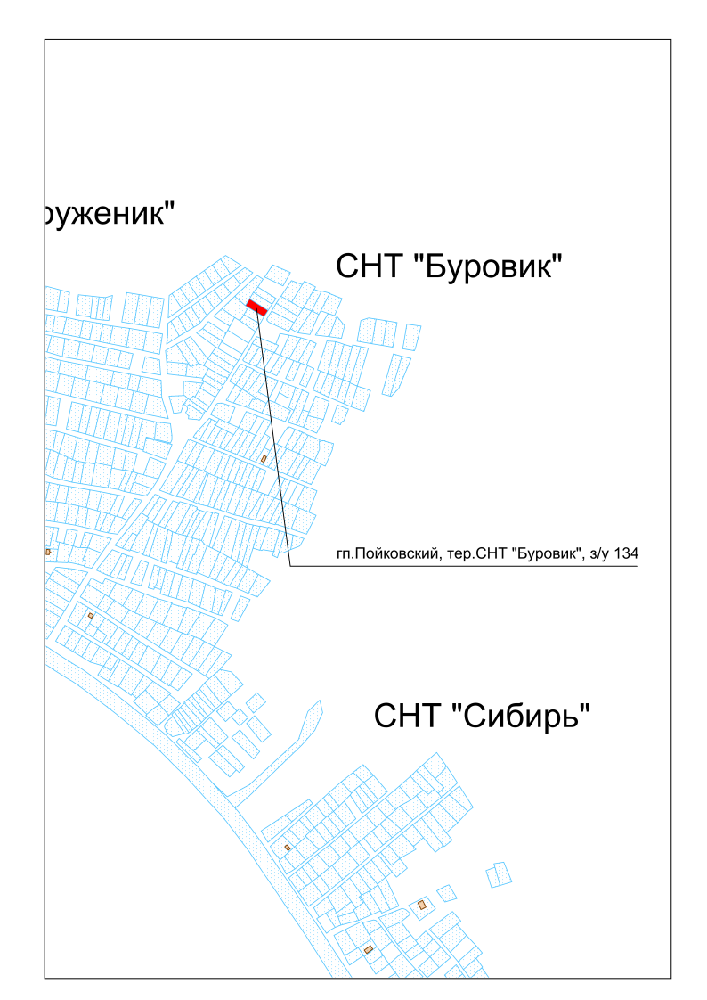 руженик"
СНТ "Буровик"
гп.Пойковский, тер.СНТ "Буровик", з/у 134
СНТ "Сибирь"